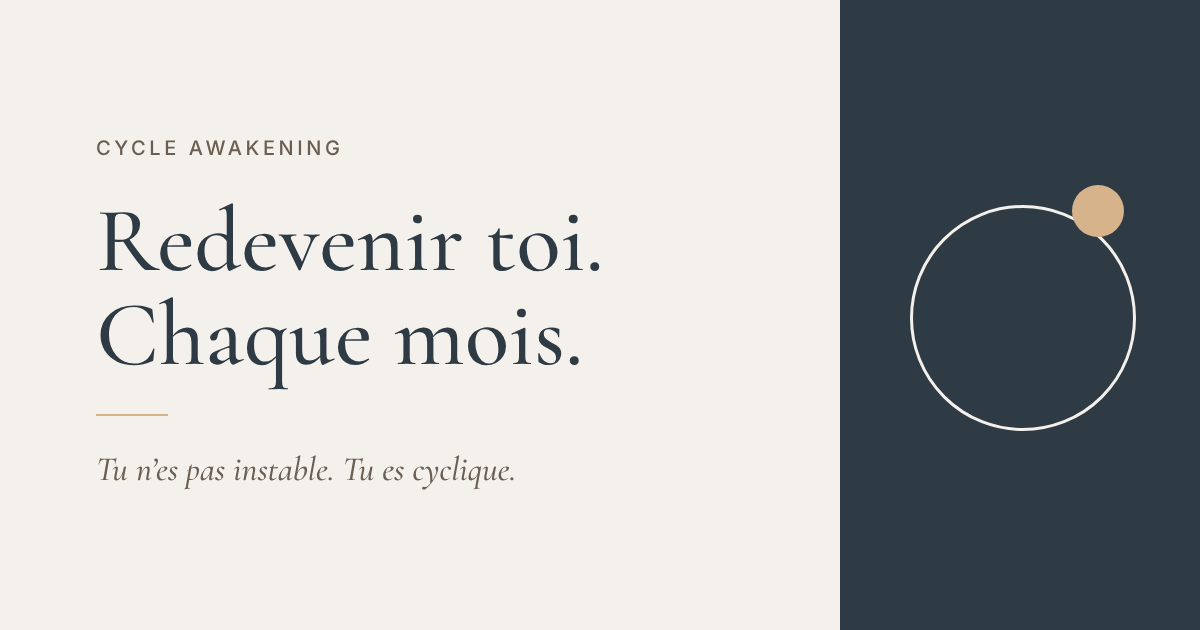 CYCLE AWAKENING
Redevenir toi.
Chaque mois.
Tu n’es pas instable. Tu es cyclique.